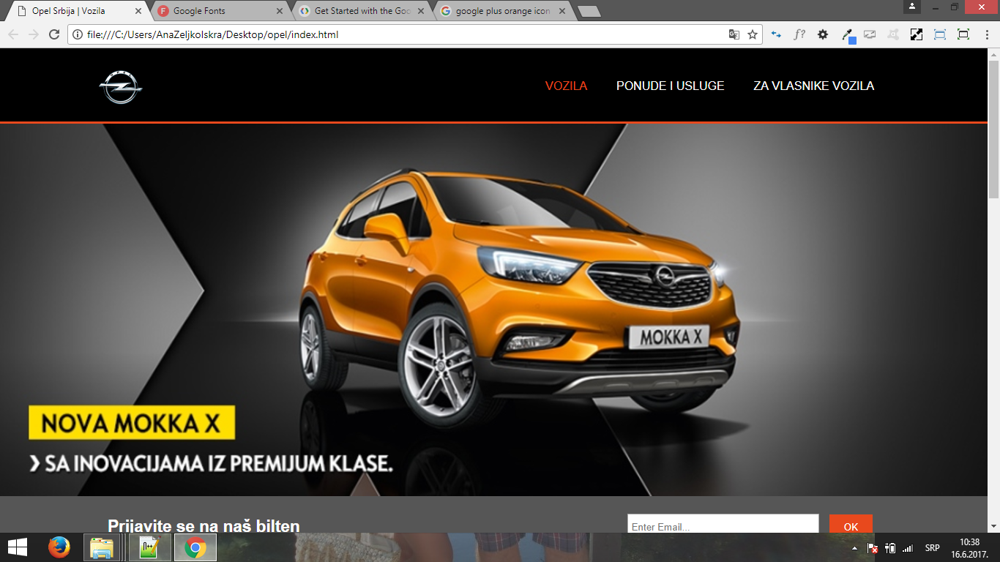 Opel Srbija | Vozila
Google Fonts
Get Started with the Goo
google plus orange icon
file:///C:/Users/AnaZeljkoIskra/Desktop/opel/index.html
f?
OPEL
VOZILA
PONUDE I USLUGE
ZA VLASNIKE VOZILA
MOKKA X
NOVA MOKKA X
❯ SA INOVACIJAMA IZ PREMIJUM KLASE.
Prijavite se na naš bilten
Enter Email...
OK
SRP
10:38
16.6.2017.